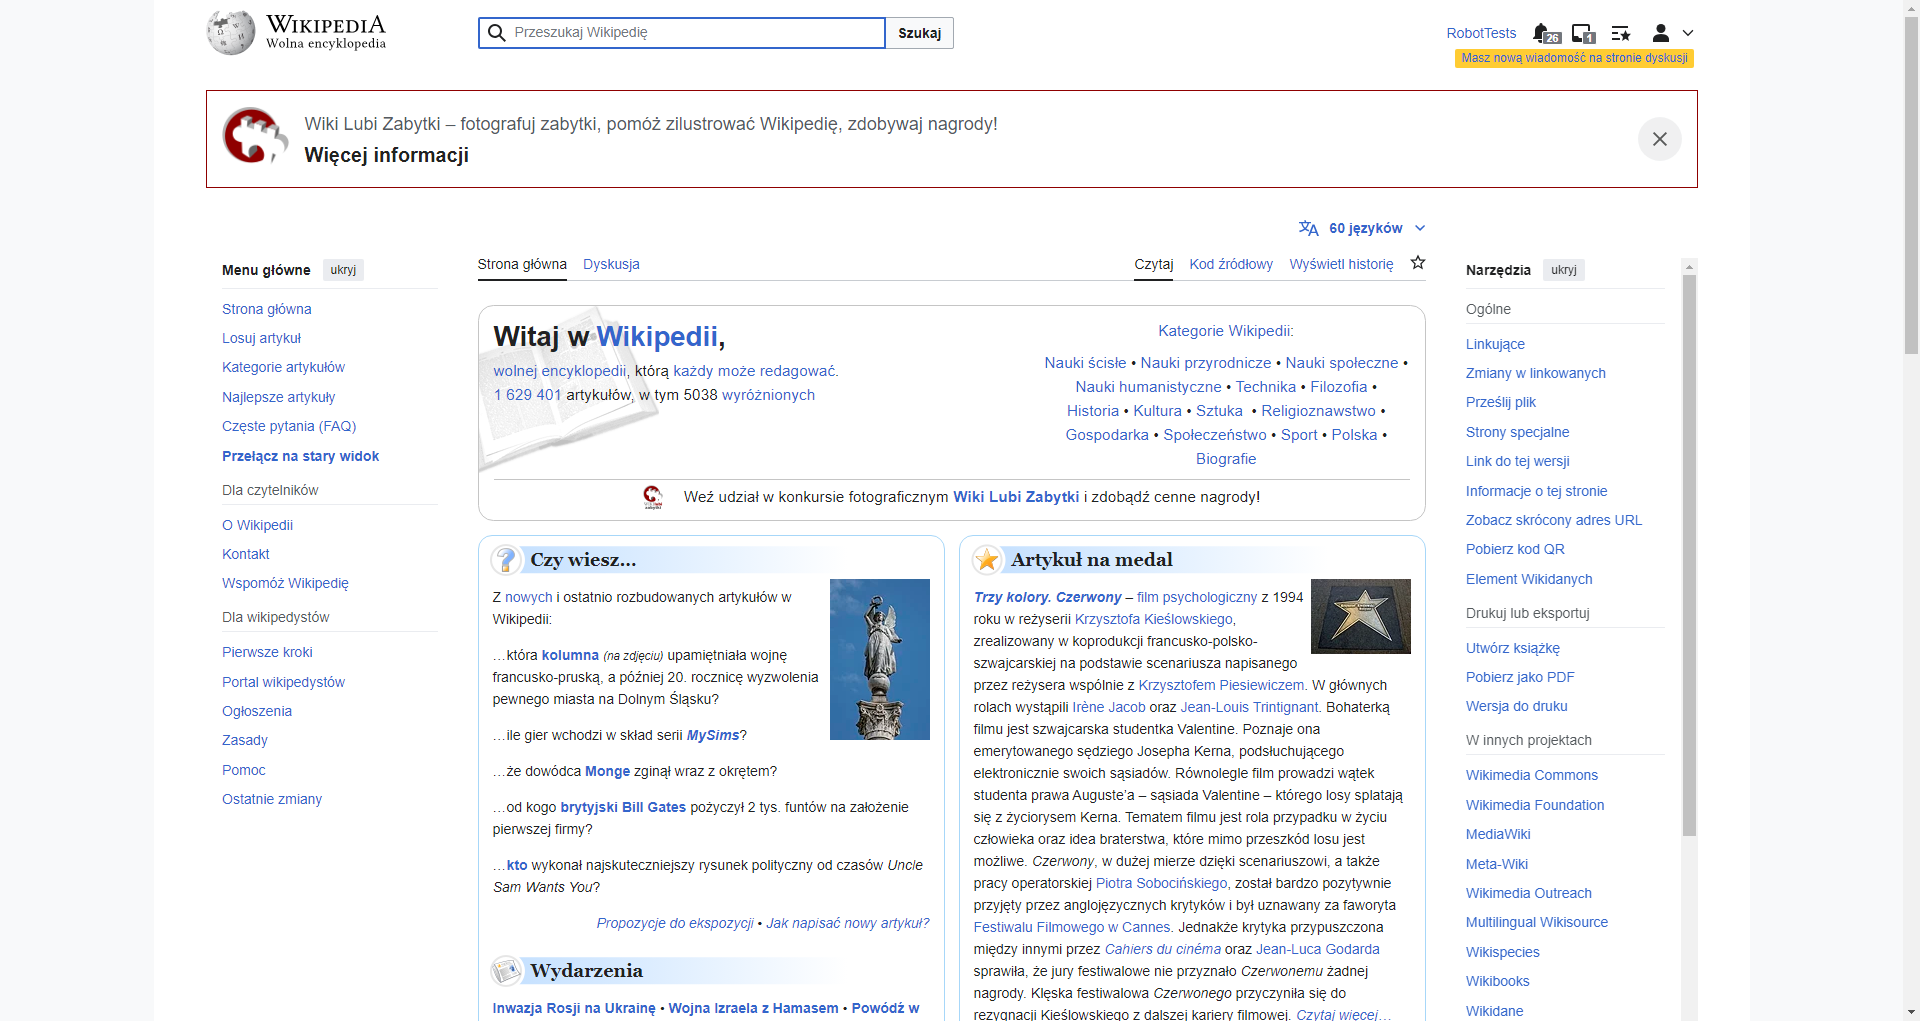 WIKIPEDIA
Wolna encyklopedia
Przeszukaj Wikipedię
Szukaj
RobotTests
26
1
Masz nową wiadomość na stronie dyskusji
Wiki Lubi Zabytki – fotografuj zabytki, pomóż zilustrować Wikipedię, zdobywaj nagrody!
Więcej informacji
60 języków
Menu główne ukryj
Strona główna
Losuj artykuł
Kategorie artykułów
Najlepsze artykuły
Częste pytania (FAQ)
Przełącz na stary widok
Dla czytelników
O Wikipedii
Kontakt
Wspomóż Wikipedię
Dla wikipedystów
Pierwsze kroki
Portal wikipedystów
Ogłoszenia
Zasady
Pomoc
Ostatnie zmiany
Strona główna Dyskusja
Czytaj Kod źródłowy Wyświetl historię
Witaj w Wikipedii,
wolnej encyklopedii, którą każdy może redagować.
1 629 401 artykułów, w tym 5038 wyróżnionych
Kategorie Wikipedii:
Nauki ścisłe • Nauki przyrodnicze • Nauki społeczne •
Nauki humanistyczne • Technika • Filozofia •
Historia • Kultura • Sztuka • Religioznawstwo •
Gospodarka • Społeczeństwo • Sport • Polska •
Biografie
Weź udział w konkursie fotograficznym Wiki Lubi Zabytki i zdobądź cenne nagrody!
Czy wiesz…
Z nowych i ostatnio rozbudowanych artykułów w
Wikipedii:
…która kolumna (na zdjęciu) upamiętniała wojnę
francusko-pruską, a później 20. rocznicę wyzwolenia
pewnego miasta na Dolnym Śląsku?
…ile gier wchodzi w skład serii MySims?
…że dowódca Monge zginął wraz z okrętem?
…od kogo brytyjski Bill Gates pożyczył 2 tys. funtów na założenie
pierwszej firmy?
…kto wykonał najskuteczniejszy rysunek polityczny od czasów Uncle
Sam Wants You?
Propozycje do ekspozycji • Jak napisać nowy artykuł?
Wydarzenia
Inwazja Rosji na Ukrainę • Wojna Izraela z Hamasem • Powódź w
Artykuł na medal
Trzy kolory. Czerwony – film psychologiczny z 1994
roku w reżyserii Krzysztofa Kieślowskiego,
zrealizowany w koprodukcji francusko-polsko-
szwajcarskiej na podstawie scenariusza napisanego
przez reżysera wspólnie z Krzysztofem Piesiewiczem. W głównych
rolach wystąpili Irène Jacob oraz Jean-Louis Trintignant. Bohaterką
filmu jest szwajcarska studentka Valentine. Poznaje ona
emerytowanego sędziego Josepha Kerna, podsłuchującego
elektronicznie swoich sąsiadów. Równolegle film prowadzi wątek
studenta prawa Auguste’a – sąsiada Valentine – którego losy splatają
się z życiorysem Kerna. Tematem filmu jest rola przypadku w życiu
człowieka oraz idea braterstwa, które mimo przeszkód losu jest
możliwe. Czerwony, w dużej mierze dzięki scenariuszowi, a także
pracy operatorskiej Piotra Sobocińskiego, został bardzo pozytywnie
przyjęty przez anglojęzycznych krytyków i był uznawany za faworyta
Festiwalu Filmowego w Cannes. Jednakże krytyka przypuszczona
między innymi przez Cahiers du cinéma oraz Jean-Luca Godarda
sprawiła, że jury festiwalowe nie przyznało Czerwonemu żadnej
nagrody. Klęska festiwalowa Czerwonego przyczyniła się do
rezygnacji Kieślowskiego z dalszej kariery filmowej. Czytaj więcej…
Narzędzia ukryj
Ogólne
Linkujące
Zmiany w linkowanych
Prześlij plik
Strony specjalne
Link do tej wersji
Informacje o tej stronie
Zobacz skrócony adres URL
Pobierz kod QR
Element Wikidanych
Drukuj lub eksportuj
Utwórz książkę
Pobierz jako PDF
Wersja do druku
W innych projektach
Wikimedia Commons
Wikimedia Foundation
MediaWiki
Meta-Wiki
Wikimedia Outreach
Multilingual Wikisource
Wikispecies
Wikibooks
Wikidane